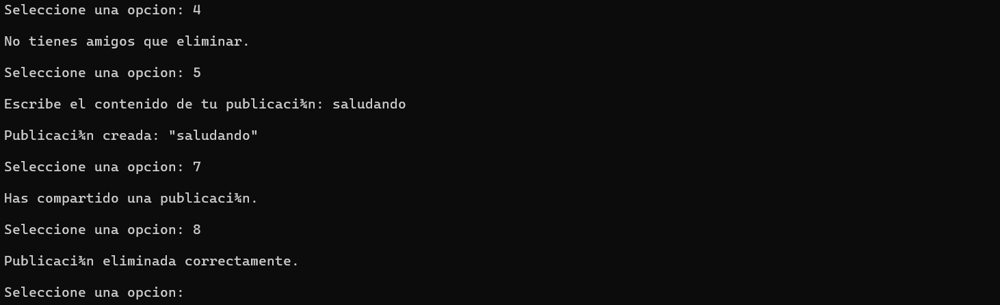 Seleccione una opcion: 4
No tienes amigos que eliminar.
Seleccione una opcion: 5
Escribe el contenido de tu publicaci¾n: saludando
Publicaci¾n creada: "saludando"
Seleccione una opcion: 7
Has compartido una publicaci¾n.
Seleccione una opcion: 8
Publicaci¾n eliminada correctamente.
Seleccione una opcion: